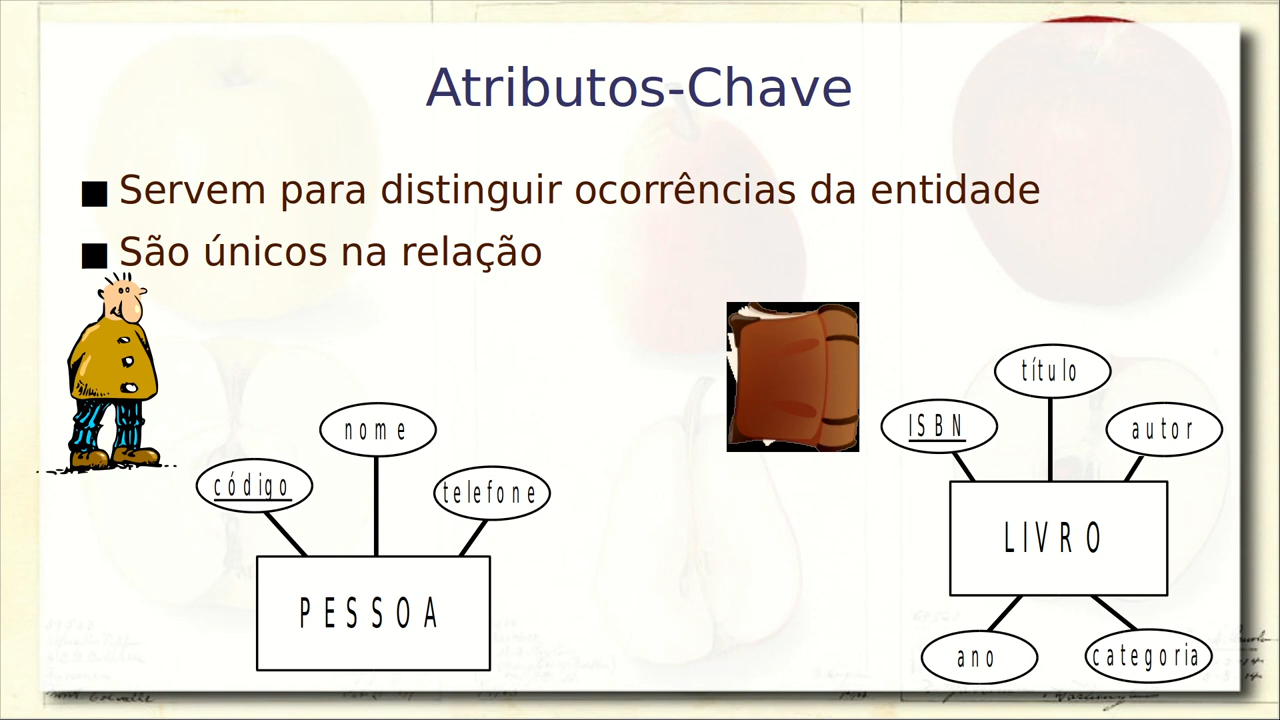 Atributos-Chave
■ Servem para distinguir ocorrências da entidade
■ São únicos na relação
título
ISBN
autor
nome
código
telefone
LIVRO
PESSOA
ano
categoria